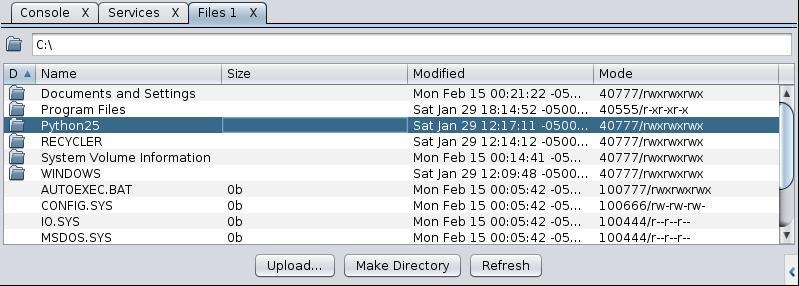 Console X Services X Files 1 X
C:\
D Name Size Modified Mode
Documents and Settings Mon Feb 15 00:21:22 -05... 40777/rwxrwxrwx
Program Files Sat Jan 29 18:14:52 -0500... 40555/r-xr-xr-x
Python25 Sat Jan 29 12:17:11 -0500... 40777/rwxrwxrwx
RECYCLER Sat Jan 29 12:14:12 -0500... 40777/rwxrwxrwx
System Volume Information Mon Feb 15 00:14:41 -05... 40777/rwxrwxrwx
WINDOWS Sat Jan 29 12:09:48 -0500... 40777/rwxrwxrwx
AUTOEXEC.BAT 0b Mon Feb 15 00:05:42 -05... 100777/rwxrwxrwx
CONFIG.SYS 0b Mon Feb 15 00:05:42 -05... 100666/rw-rw-rw-
IO.SYS 0b Mon Feb 15 00:05:42 -05... 100444/r--r--r--
MSDOS.SYS 0b Mon Feb 15 00:05:42 -05... 100444/r--r--r--
Upload... Make Directory Refresh